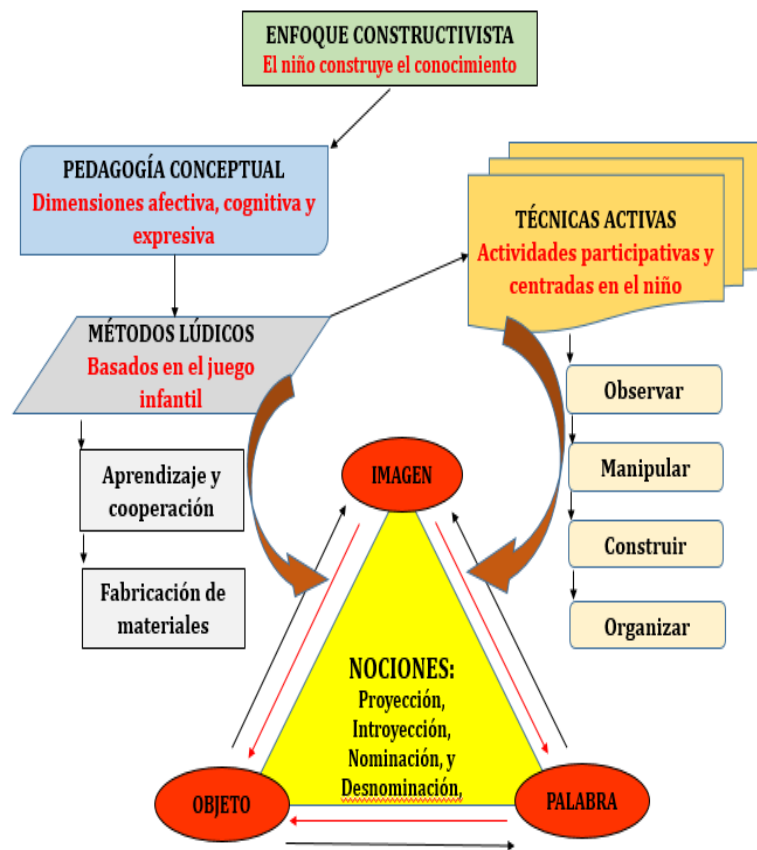 ENFOQUE CONSTRUCTIVISTA
El niño construye el conocimiento
PEDAGOGÍA CONCEPTUAL
Dimensiones afectiva, cognitiva y
expresiva
TÉCNICAS ACTIVAS
Actividades participativas y
centradas en el niño
MÉTODOS LÚDICOS
Basados en el juego
infantil
Aprendizaje y
cooperación
Fabricación de
materiales
Observar
Manipular
Construir
Organizar
IMAGEN
NOCIONES:
Proyección,
Introyección,
Nominación, y
Desnominación,
OBJETO
PALABRA